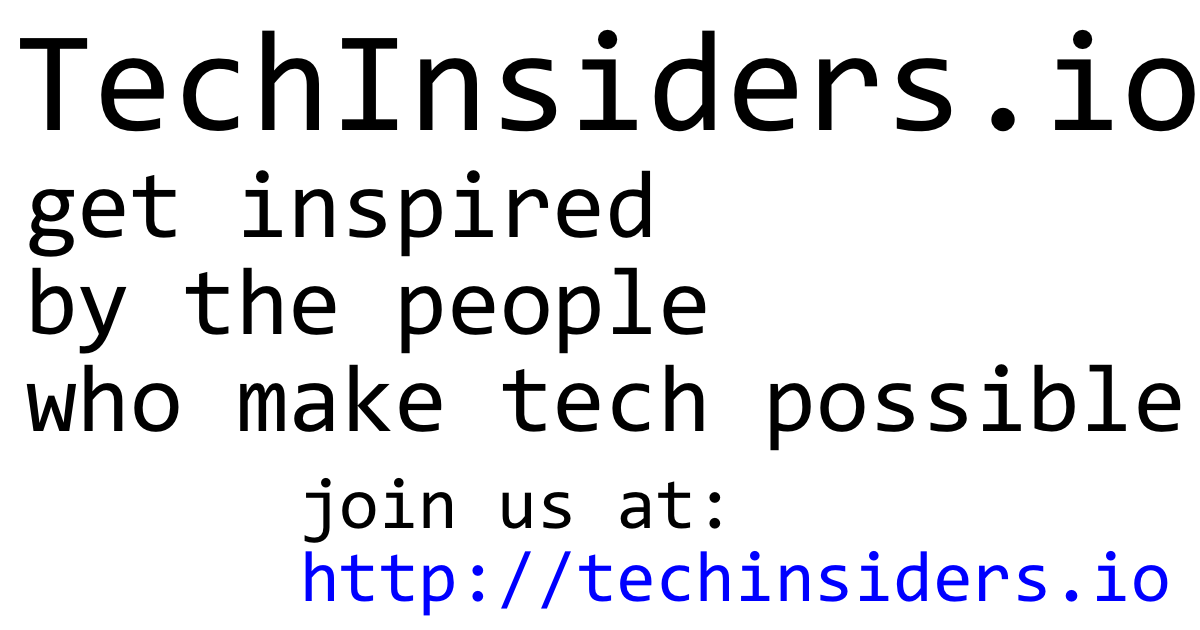 TechInsiders.io
get inspired
by the people
who make tech possible
join us at:
http://techinsiders.io